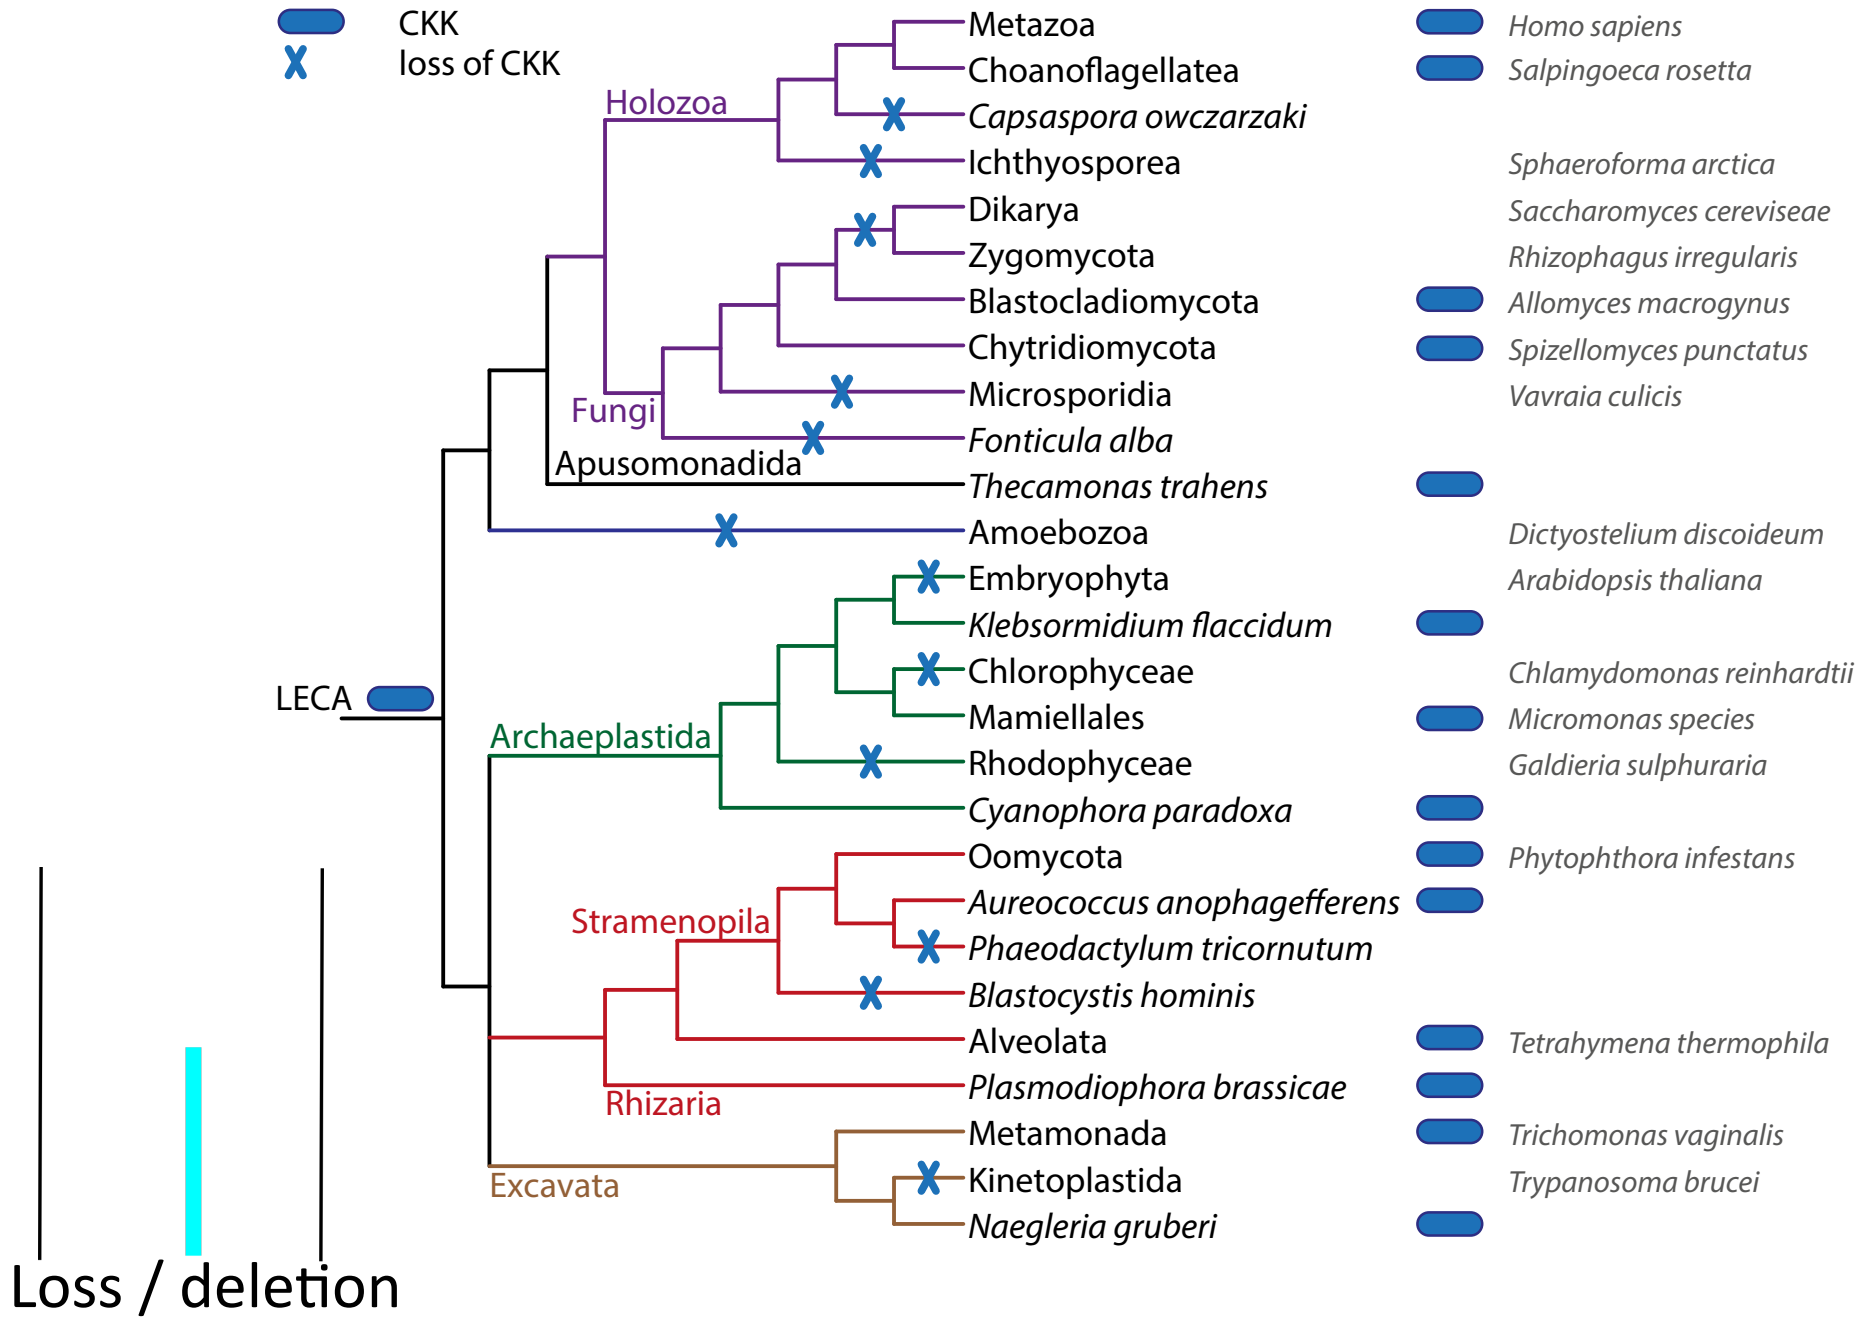 CKK
loss of CKK
Metazoa Homo sapiens
Choanoflagellatea Salpingoeca rosetta
Holozoa
Capsaspora owczarzaki
Ichthyosporea Sphaeroforma arctica
Dikarya Saccharomyces cereviseae
Zygomycota Rhizophagus irregularis
Blastocladiomycota Allomyces macrogynus
Chytridiomycota Spizellomyces punctatus
Microsporidia Vavraia culicis
Fungi
Fonticula alba
Apusomonadida
Thecamonas trahens
Amoebozoa Dictyostelium discoideum
Embryophyta Arabidopsis thaliana
Klebsormidium flaccidum
Chlorophyceae Chlamydomonas reinhardtii
LECA
Mamiellales Micromonas species
Archaeplastida
Rhodophyceae Galdieria sulphuraria
Cyanophora paradoxa
Oomycota Phytophthora infestans
Aureococcus anophagefferens
Stramenopila
Phaeodactylum tricornutum
Blastocystis hominis
Alveolata Tetrahymena thermophila
Plasmodiophora brassicae
Rhizaria
Metamonada Trichomonas vaginalis
Kinetoplastida Trypanosoma brucei
Excavata
Naegleria gruberi
Loss / deletion